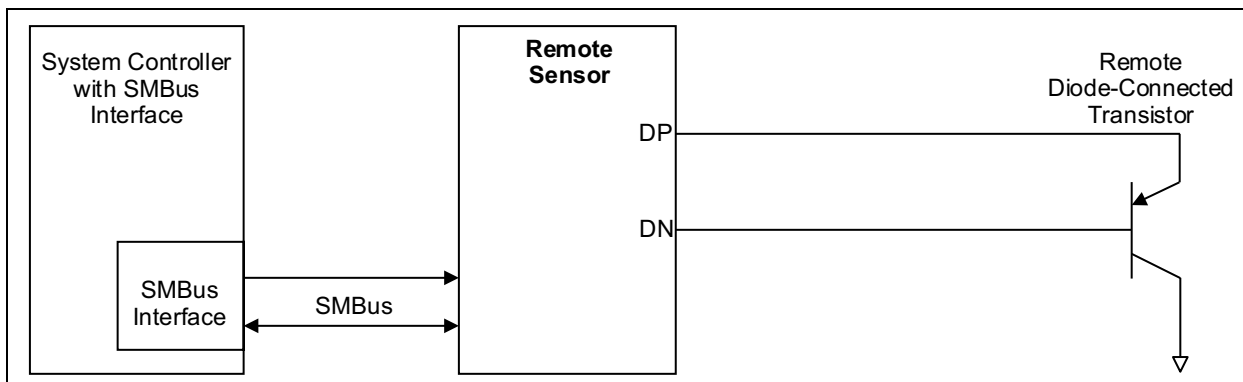 System Controller
with SMBus
Interface
SMBus
Interface
SMBus
Remote
Sensor
DP
DN
Remote
Diode-Connected
Transistor